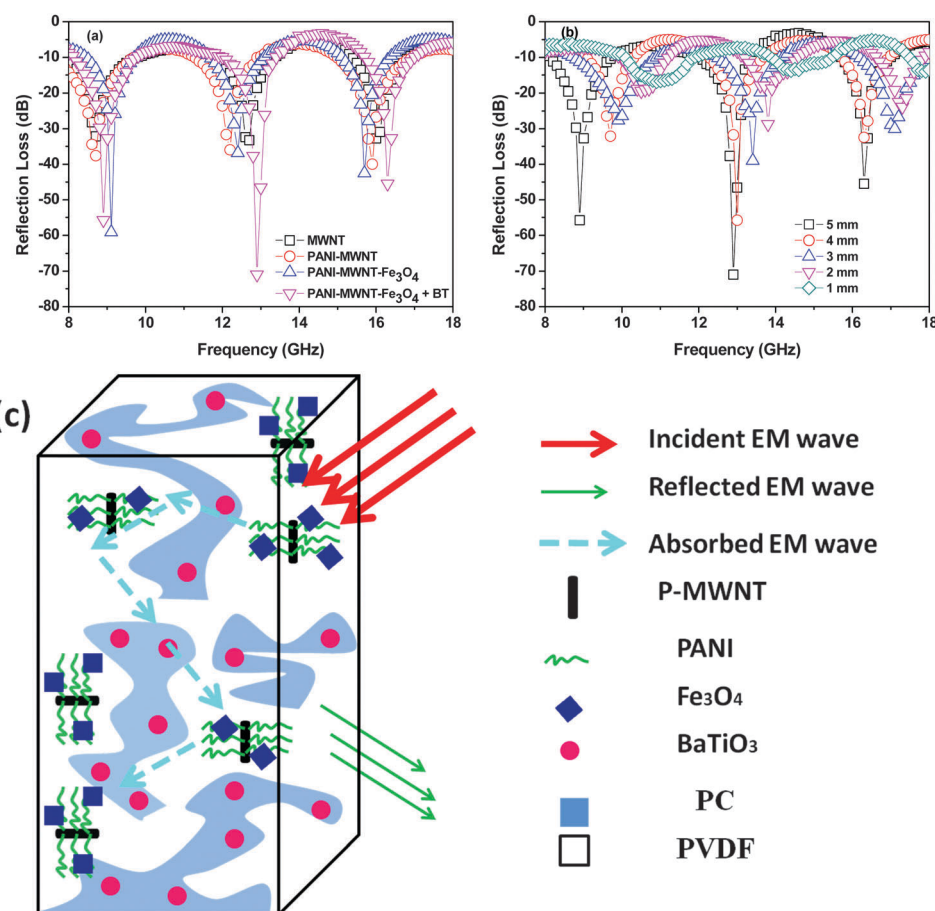 (a)
Reflection Loss (dB)
0
-10
-20
-30
-40
-50
-60
-70
-80
MWNT
PANI-MWNT
PANI-MWNT-Fe₃O₄
PANI-MWNT-Fe₃O₄ + BT
8 10 12 14 16 18
Frequency (GHz)
(b)
Reflection Loss (dB)
0
-10
-20
-30
-40
-50
-60
-70
-80
5 mm
4 mm
3 mm
2 mm
1 mm
8 10 12 14 16 18
Frequency (GHz)
(c)
Incident EM wave
Reflected EM wave
Absorbed EM wave
P-MWNT
PANI
Fe₃O₄
BaTiO₃
PC
PVDF